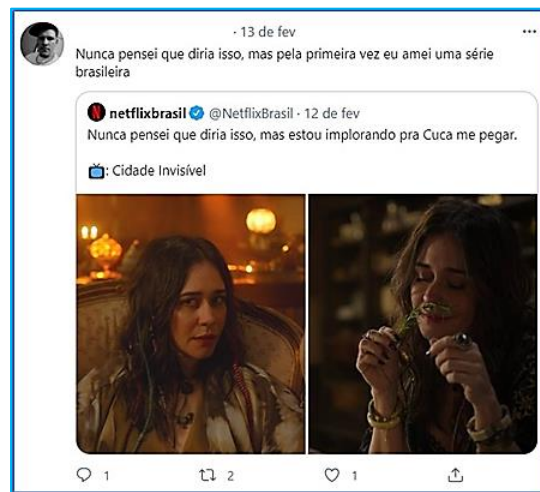 · 13 de fev
Nunca pensei que diria isso, mas pela primeira vez eu amei uma série
brasileira
netflixbrasil @NetflixBrasil · 12 de fev
Nunca pensei que diria isso, mas estou implorando pra Cuca me pegar.
: Cidade Invisível
1
2
1